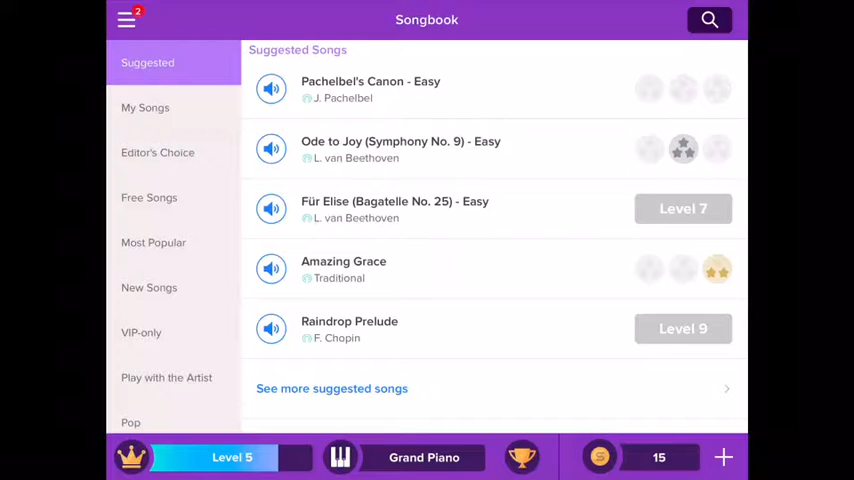 2
Songbook
Suggested
My Songs
Editor's Choice
Free Songs
Most Popular
New Songs
VIP-only
Play with the Artist
Pop
Suggested Songs
Pachelbel's Canon - Easy
J. Pachelbel
Ode to Joy (Symphony No. 9) - Easy
L. van Beethoven
Für Elise (Bagatelle No. 25) - Easy
L. van Beethoven
Level 7
Amazing Grace
Traditional
Raindrop Prelude
F. Chopin
Level 9
See more suggested songs
Level 5
Grand Piano
S
15